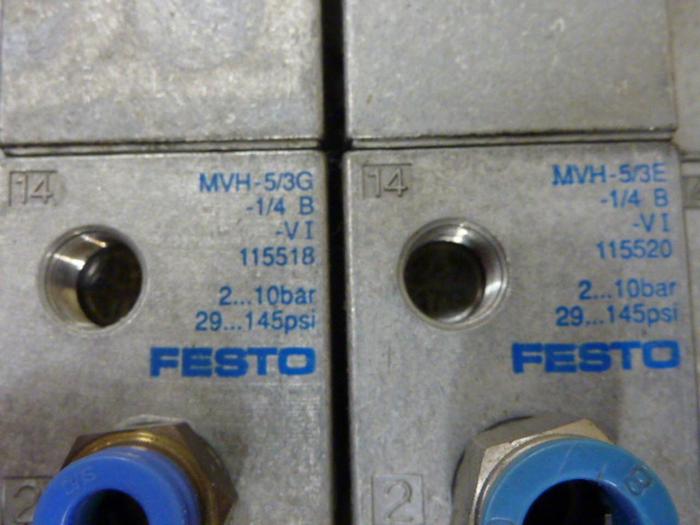 14
MVH-5/3G
-1/4 B
-VI
115518
2...10bar
29...145psi
FESTO
2
14
MVH-5/3E
-1/4 B
-VI
115520
2...10bar
29...145psi
FESTO
2
8